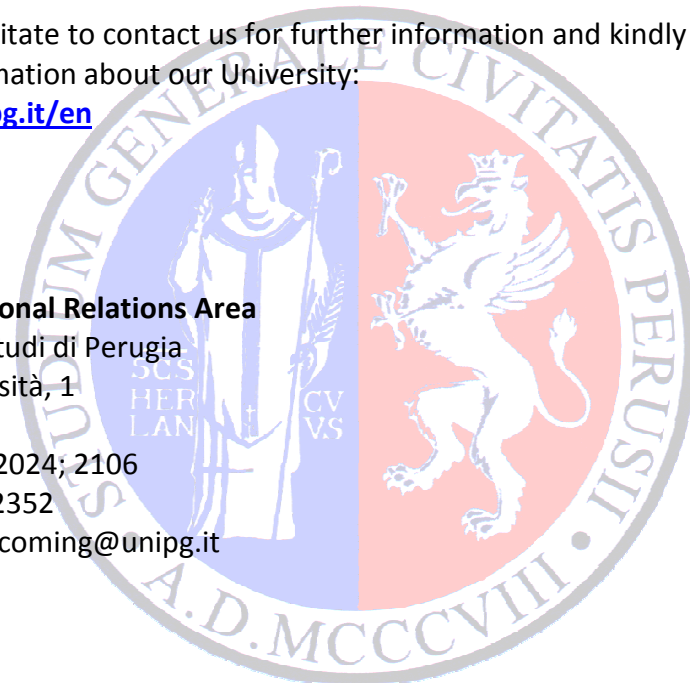 itate to contact us for further information and kindly
nation about our University:
og.it/en
onal Relations Area
tudi di Perugia
sità, 1
2024; 2106
2352
coming@unipg.it
STUDIUM GENERALE CIVITATIS PERUSII
SCS
HER
LAN
CV
VS
A.D. MCCCVIII